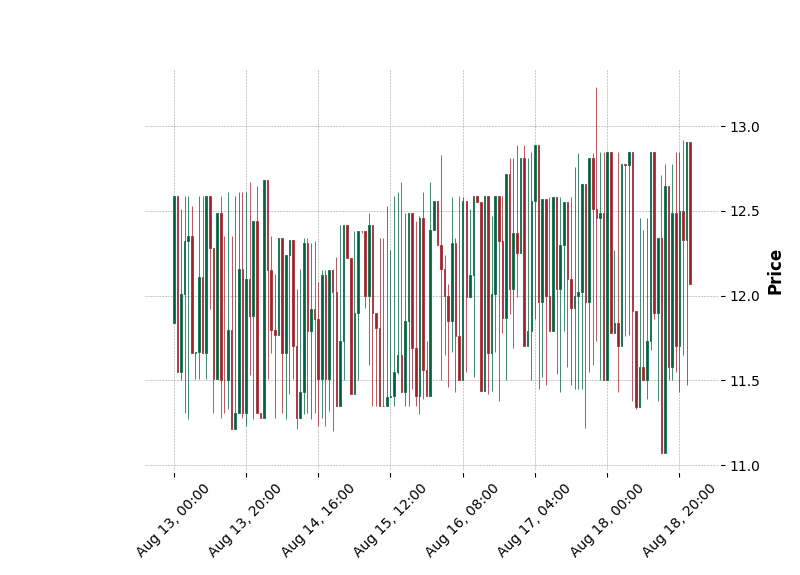 13.0
12.5
12.0
11.5
11.0
Price
Aug 13, 00:00
Aug 13, 20:00
Aug 14, 16:00
Aug 15, 12:00
Aug 16, 08:00
Aug 17, 04:00
Aug 18, 00:00
Aug 18, 20:00